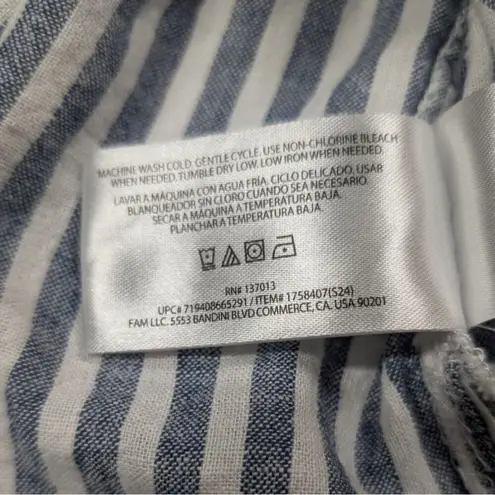 MACHINE WASH COLD. GENTLE CYCLE. USE NON-CHLORINE BLEACH
WHEN NEEDED. TUMBLE DRY LOW. LOW IRON WHEN NEEDED.
LAVAR A MÁQUINA CON AGUA FRÍA. CICLO DELICADO. USAR
BLANQUEADOR SIN CLORO CUANDO SEA NECESARIO.
SECAR A MÁQUINA A TEMPERATURA BAJA.
PLANCHAR A TEMPERATURA BAJA.
RN# 137013
UPC# 719408665291 / ITEM# 1758407(S24)
FAM LLC. 5553 BANDINI BLVD COMMERCE, CA. USA 90201